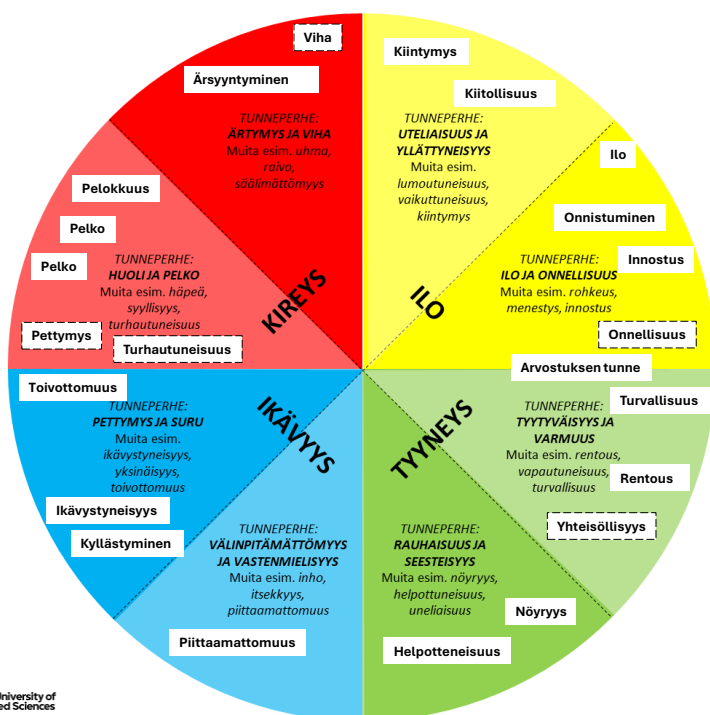 Viha
Ärsyyntyminen
TUNNEPERHE:
ÄRTYMYS JA VIHA
Muita esim. uhma,
raivo,
säälimättömyys
Kiintymys
Kiitollisuus
TUNNEPERHE:
UTELIAISUUS JA
YLLÄTTYNEISYYS
Muita esim.
lumoutuneisuus,
vaikuttuneisuus,
kiintymys
Pelokkuus
Pelko
Pelko
TUNNEPERHE:
HUOLI JA PELKO
Muita esim. häpeä,
syyllisyys,
turhautuneisuus
Pettymys
Turhautuneisuus
KIREYS
ILO
Ilo
Onnistuminen
Innostus
TUNNEPERHE:
ILO JA ONNELLISUUS
Muita esim. rohkeus,
menestys, innostus
Onnellisuus
Arvostuksen tunne
Toivottomuus
TUNNEPERHE:
PETTYMYS JA SURU
Muita esim.
ikävystyneisyys,
yksinäisyys,
toivottomuus
Ikävystyneisyys
Kyllästyminen
IKÄVYYS
TYYNEYS
Turvallisuus
TUNNEPERHE:
TYYTYVÄISYYS JA
VARMUUS
Muita esim. rentous,
vapautuneisuus,
turvallisuus
Rentous
Yhteisöllisyys
TUNNEPERHE:
VÄLINPITÄMÄTTÖMYYS
JA VASTENMIELISYYS
Muita esim. inho,
itsekkyys,
piittaamattomuus
Piittaamattomuus
TUNNEPERHE:
RAUHAISUUS JA
SEESTEISYYS
Muita esim. nöyryys,
helpottuneisuus,
uneliaisuus
Nöyryys
Helpotteneisuus
University of
ed Sciences